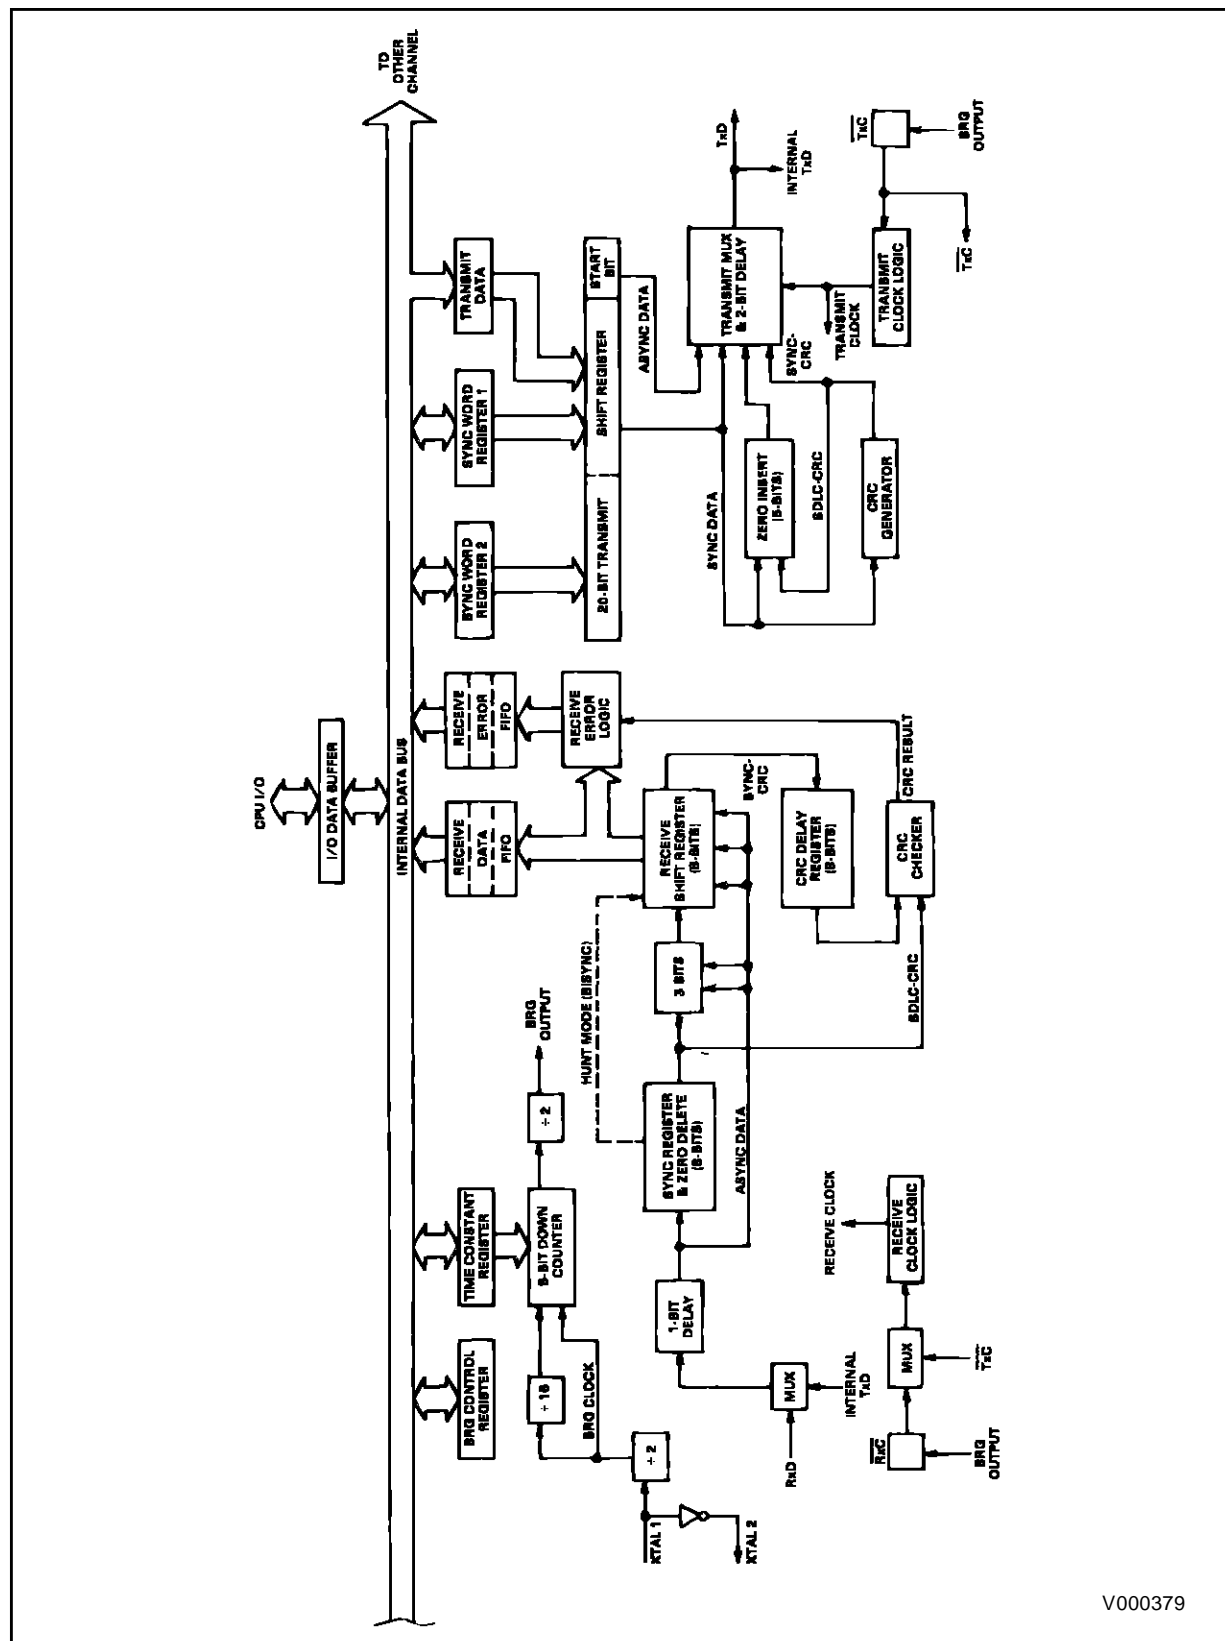 TO
OTHER
CHANNEL
CPU I/O
I/O DATA BUFFER
INTERNAL DATA BUS
BRG CONTROL
REGISTER
TIME CONSTANT
REGISTER
RECEIVE
DATA
FIFO
RECEIVE
ERROR
FIFO
SYNC WORD
REGISTER 2
SYNC WORD
REGISTER 1
TRANSMIT
DATA
÷ 16
8-BIT DOWN
COUNTER
÷ 2
BRG
OUTPUT
BRG CLOCK
÷ 2
XTAL 1
XTAL 2
HUNT MODE (BISYNC)
RECEIVE
ERROR
LOGIC
20-BIT TRANSMIT
SHIFT REGISTER
START
BIT
ASYNC DATA
1-BIT
DELAY
SYNC REGISTER
& ZERO DELETE
(8-BITS)
3 BITS
RECEIVE
SHIFT REGISTER
(8-BITS)
SYNC-
CRC
ASYNC DATA
RxD
MUX
INTERNAL
TxD
CRC DELAY
REGISTER
(8-BITS)
CRC
CHECKER
CRC RESULT
SDLC-CRC
SYNC DATA
ZERO INSERT
(5-BITS)
SDLC-CRC
CRC
GENERATOR
SYNC-
CRC
TRANSMIT MUX
& 2-BIT DELAY
TxD
INTERNAL
TxD
TRANSMIT
CLOCK
TRANSMIT
CLOCK LOGIC
TxC
BRG
OUTPUT
TxC
RECEIVE CLOCK
RxC
BRG
OUTPUT
MUX
TxC
RECEIVE
CLOCK LOGIC
V000379